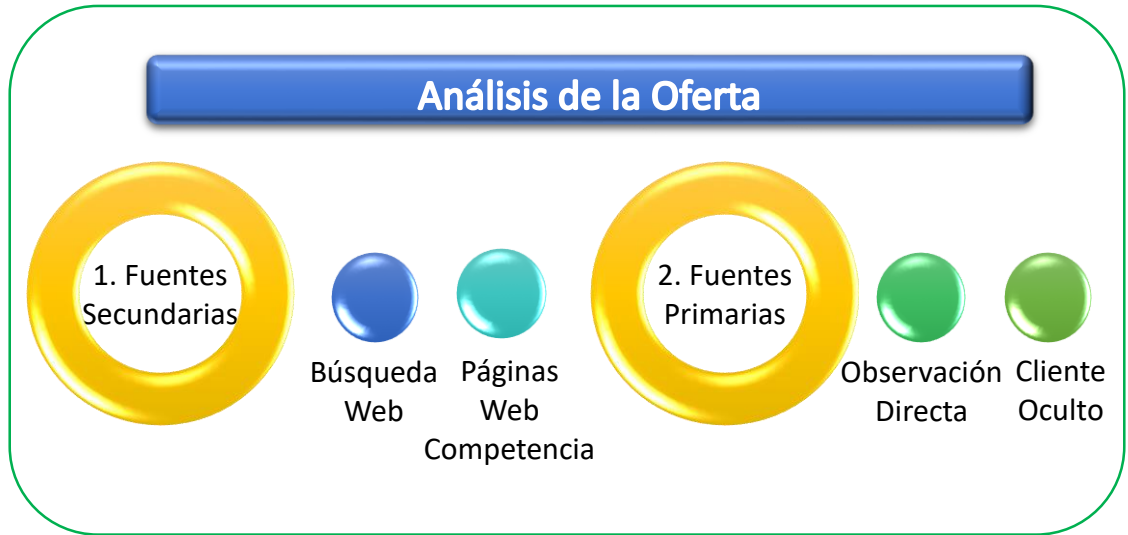 Análisis de la Oferta
1. Fuentes
Secundarias
Búsqueda
Web
Páginas
Web
Competencia
2. Fuentes
Primarias
Observación
Directa
Cliente
Oculto